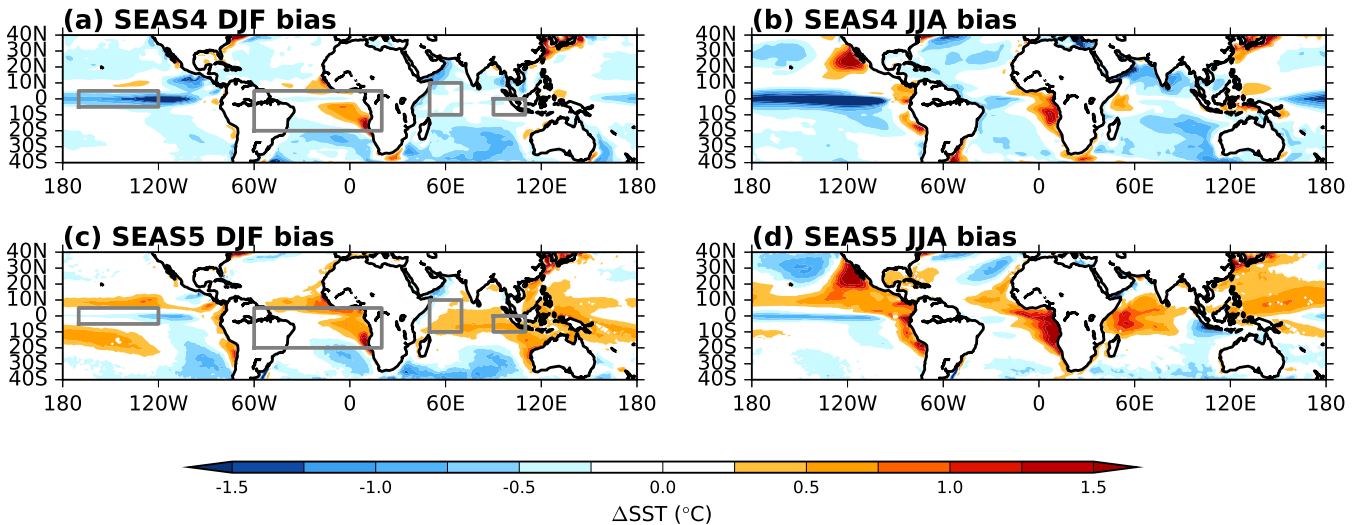 (a) SEAS4 DJF bias
(b) SEAS4 JJA bias
40N
30N
20N
10N
0
10S
20S
30S
40S
180 120W 60W 0 60E 120E 180
40N
30N
20N
10N
0
10S
20S
30S
40S
180 120W 60W 0 60E 120E 180
(c) SEAS5 DJF bias
(d) SEAS5 JJA bias
40N
30N
20N
10N
0
10S
20S
30S
40S
180 120W 60W 0 60E 120E 180
40N
30N
20N
10N
0
10S
20S
30S
40S
180 120W 60W 0 60E 120E 180
-1.5 -1.0 -0.5 0.0 0.5 1.0 1.5
ΔSST (°C)